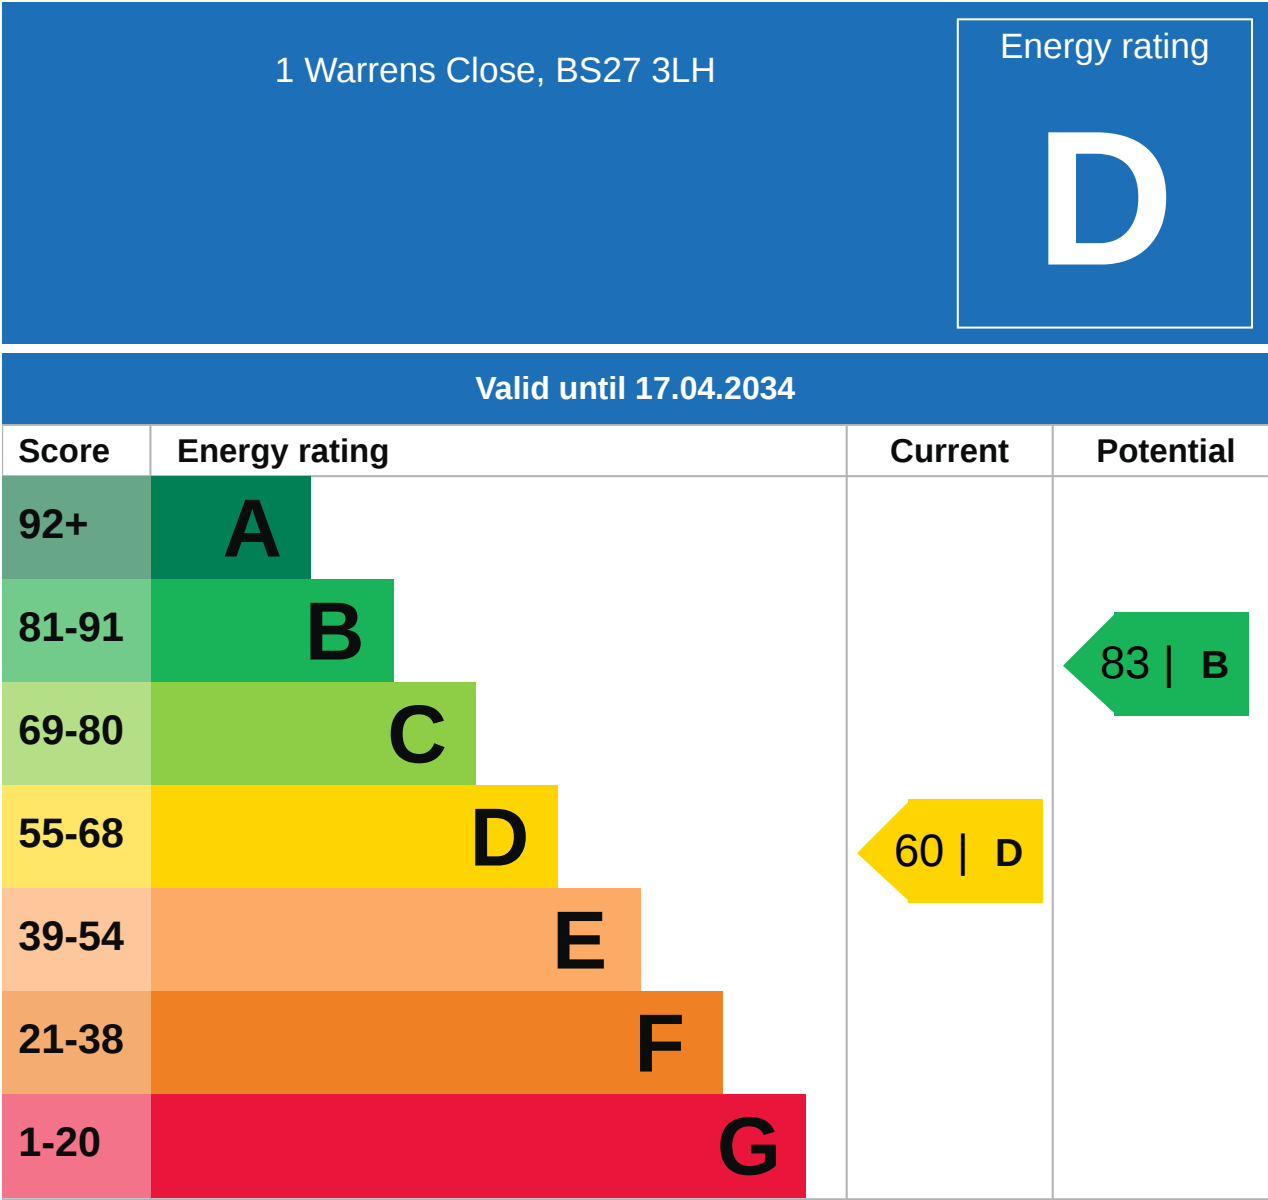 1 Warrens Close, BS27 3LH
Energy rating
D
Valid until 17.04.2034
Score Energy rating Current Potential
92+ A
81-91 B
83 | B
69-80 C
55-68 D
60 | D
39-54 E
21-38 F
1-20 G